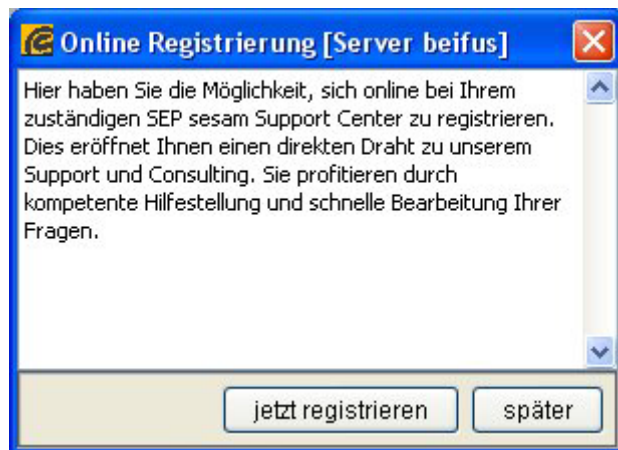 Online Registrierung [Server beifus]
Hier haben Sie die Möglichkeit, sich online bei Ihrem
zuständigen SEP sesam Support Center zu registrieren.
Dies eröffnet Ihnen einen direkten Draht zu unserem
Support und Consulting. Sie profitieren durch
kompetente Hilfestellung und schnelle Bearbeitung Ihrer
Fragen.
jetzt registrieren
später